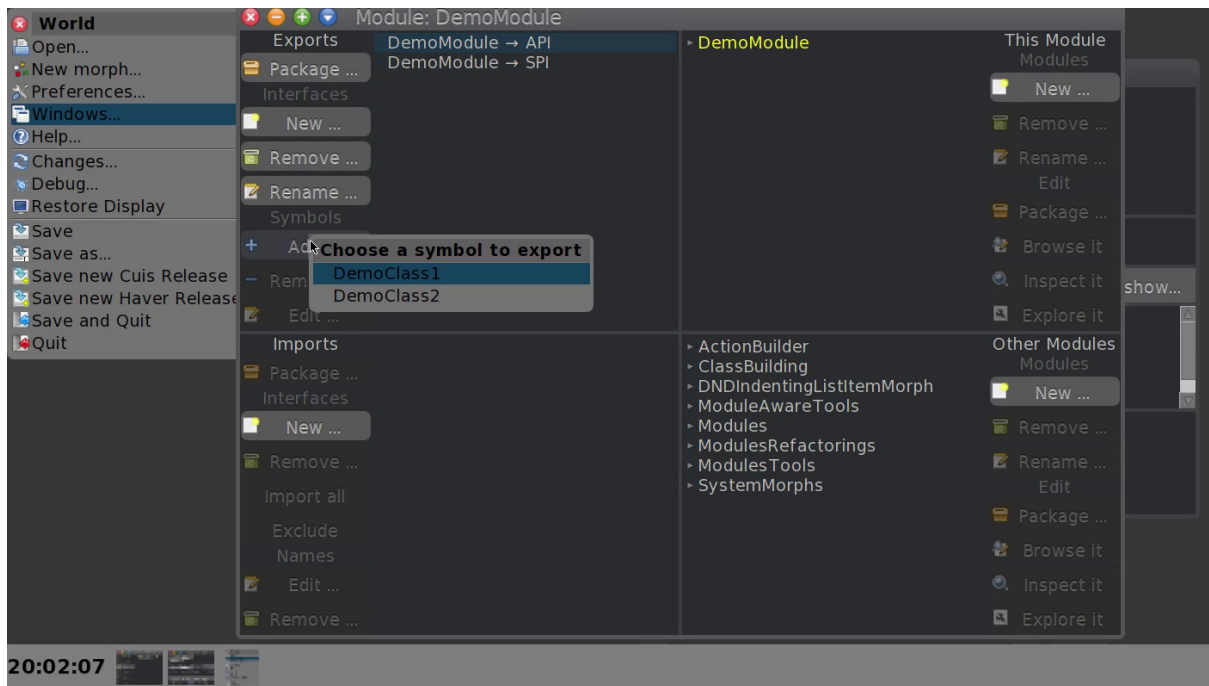 World
Open...
New morph...
Preferences...
Windows...
Help...
Changes...
Debug...
Restore Display
Save
Save as...
Save new Cuis Release
Save new Haver Release
Save and Quit
Quit
Module: DemoModule
Exports
Package ...
Interfaces
New ...
Remove ...
Rename ...
Symbols
Ad
Rem
Edit ...
DemoModule → API
DemoModule → SPI
Choose a symbol to export
DemoClass1
DemoClass2
DemoModule
This Module
Modules
New ...
Remove ...
Rename ...
Edit
Package ...
Browse it
Inspect it
Explore it
show...
Imports
Package ...
Interfaces
New ...
Remove ...
Import all
Exclude
Names
Edit ...
Remove ...
ActionBuilder
ClassBuilding
DNDIndentingListItemMorph
ModuleAwareTools
Modules
ModulesRefactorings
ModulesTools
SystemMorphs
Other Modules
Modules
New ...
Remove ...
Rename ...
Edit
Package ...
Browse it
Inspect it
Explore it
20:02:07